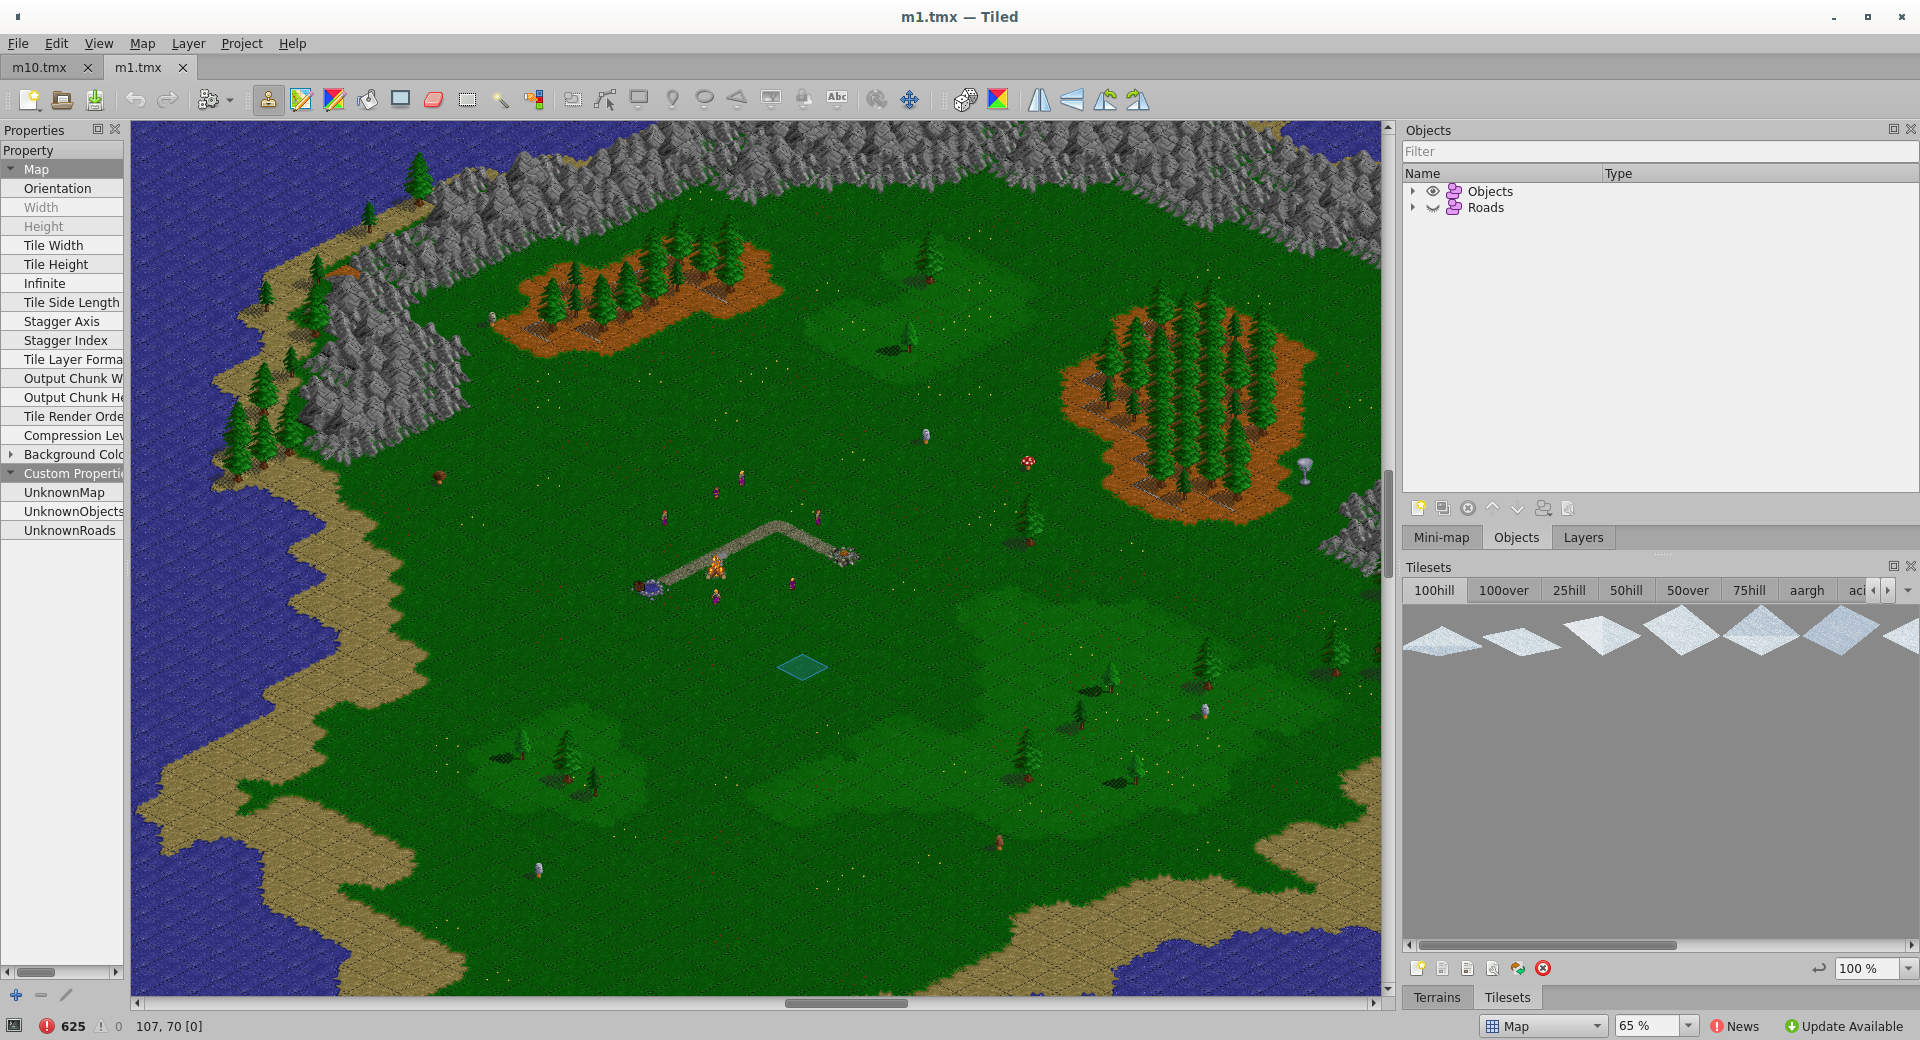 m1.tmx — Tiled
File Edit View Map Layer Project Help
m10.tmx m1.tmx
Abc
Properties
Property
Map
Orientation
Width
Height
Tile Width
Tile Height
Infinite
Tile Side Length
Stagger Axis
Stagger Index
Tile Layer Forma
Output Chunk W
Output Chunk He
Tile Render Orde
Compression Lev
Background Colo
Custom Properti
UnknownMap
UnknownObjects
UnknownRoads
Objects
Filter
Name Type
Objects
Roads
Mini-map Objects Layers
Tilesets
100hill 100over 25hill 50hill 50over 75hill aargh aci
100 %
Terrains Tilesets
625 0 107, 70 [0]
Map 65 % News Update Available